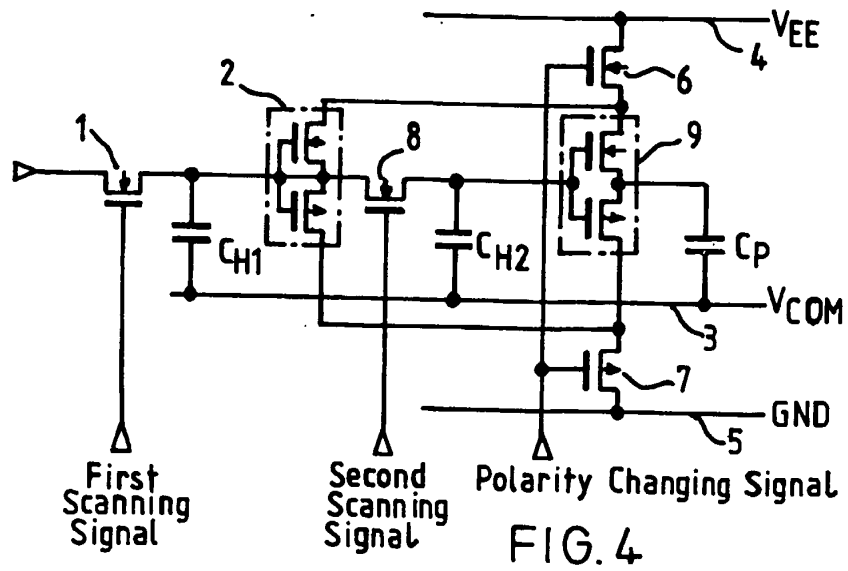 V_EE
4
6
2
9
1
8
C_H1
C_H2
C_P
V_COM
3
7
GND
5
First
Scanning
Signal
Second
Scanning
Signal
Polarity Changing Signal
FIG. 4